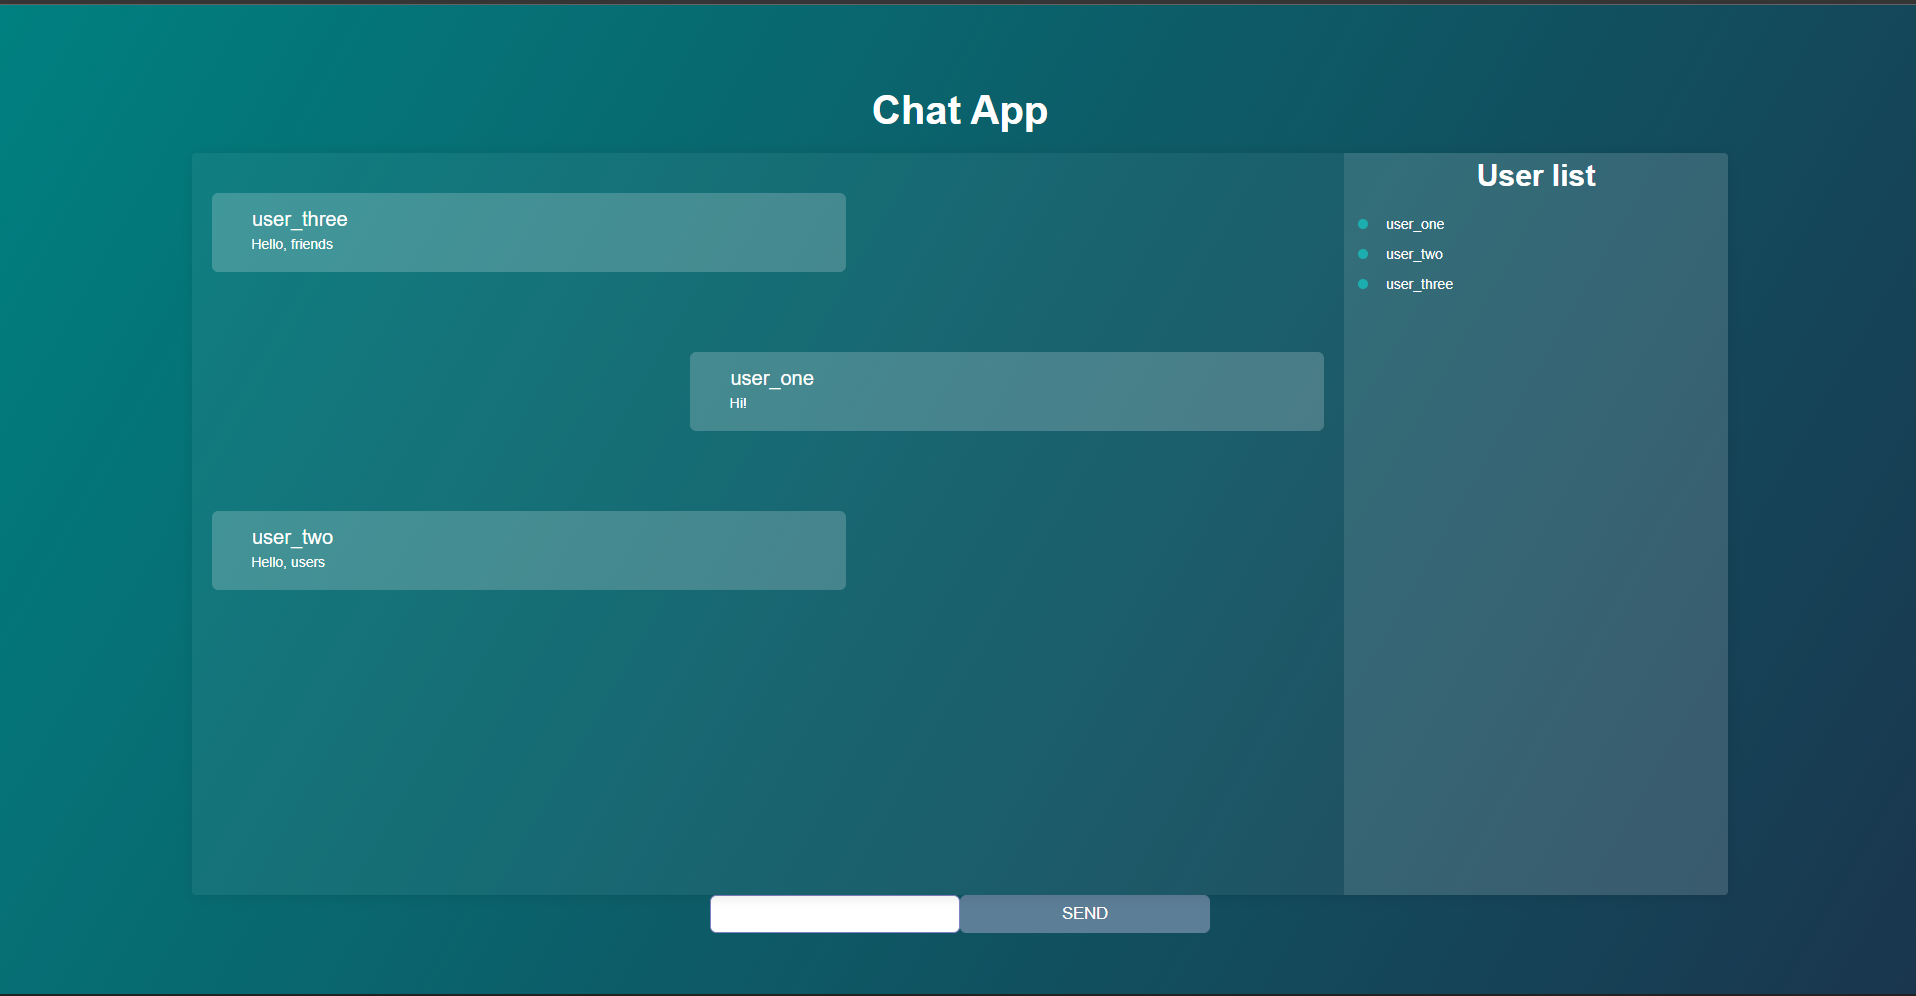 Chat App
user_three
Hello, friends
user_one
Hi!
user_two
Hello, users
User list
user_one
user_two
user_three
SEND